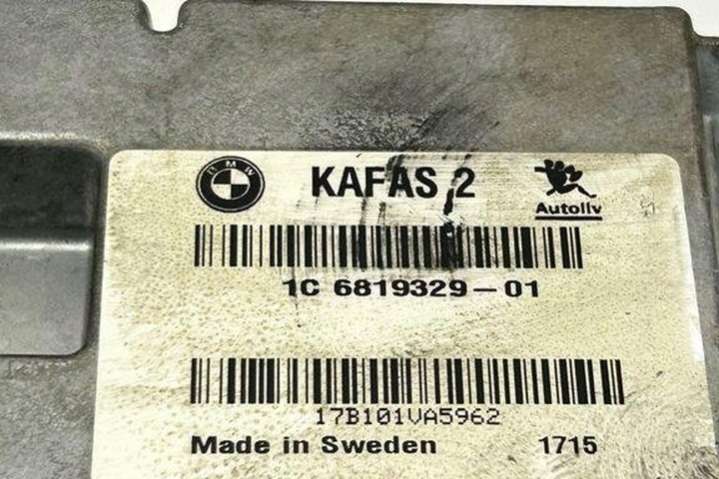 BMW
KAFAS 2
Autoliv
1C 6819329-01
17B101VA5962
Made in Sweden 1715